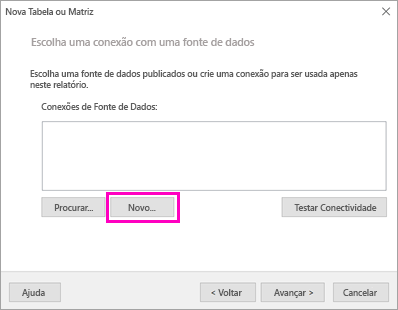 Nova Tabela ou Matriz
Escolha uma conexão com uma fonte de dados
Escolha uma fonte de dados publicados ou crie uma conexão para ser usada apenas
neste relatório.
Conexões de Fonte de Dados:
Procurar... Novo... Testar Conectividade
Ajuda < Voltar Avançar > Cancelar